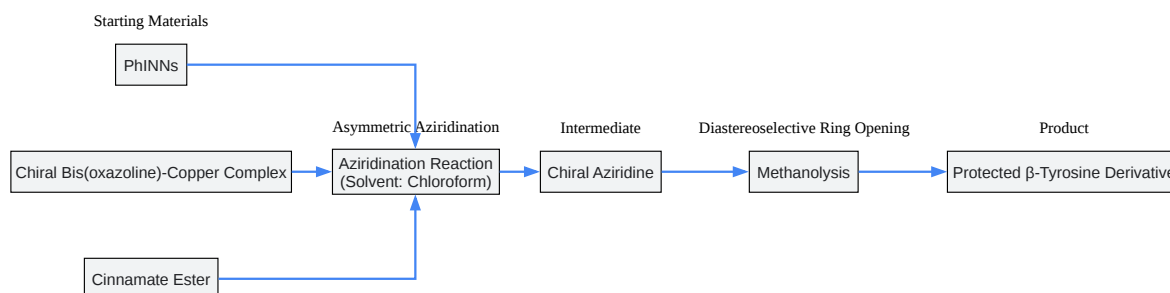 Starting Materials
PhINNs
Asymmetric Aziridination
Intermediate
Diastereoselective Ring Opening
Product
Chiral Bis(oxazoline)-Copper Complex
Aziridination Reaction
(Solvent: Chloroform)
Chiral Aziridine
Methanolysis
Protected β-Tyrosine Derivative
Cinnamate Ester